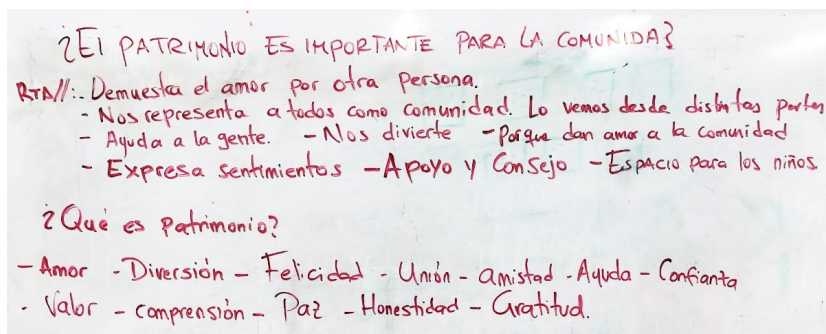 ¿El PATRIMONIO ES IMPORTANTE PARA LA COMUNIDA?
RTA//:. Demuestra el amor por otra persona.
- Nos representa a todos como comunidad. Lo vemos desde distintas partes
- Ayuda a la gente. - Nos divierte - Porque dan amor a la comunidad
- Expresa sentimientos - Apoyo y Consejo - Espacio para los niños
¿Qué es patrimonio?
- Amor - Diversión - Felicidad - Unión - amistad - Ayuda - Confianta
- Valor - comprensión - Paz - Honestidad - Gratitud.